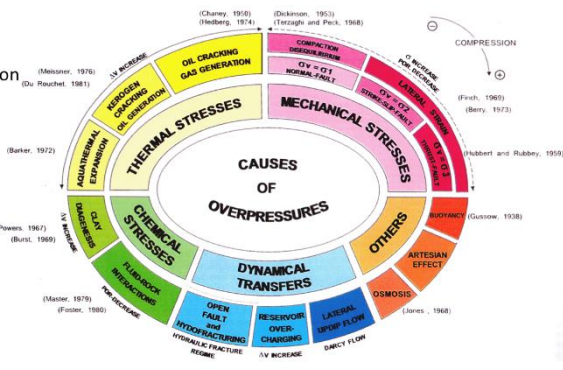 (Chaney, 1950)
(Hedberg, 1974)
(Dickinson, 1953)
(Terzaghi and Peck, 1968)
COMPRESSION
on
(Meissner, 1976)
(Du Rouchet, 1981)
ΔV INCREASE
OIL CRACKING
GAS GENERATION
COMPACTION
DISEQUILIBRIUM
σv = σ1
NORMAL-FAULT
σ INCREASE
POR. DECREASE
LATERAL STRAIN
σv = σ2
STRIKE-SLIP-FAULT
σv = σ3
THRUST-FAULT
(Finch, 1969)
(Berry, 1973)
KEROGEN
CRACKING
OIL GENERATION
THERMAL STRESSES
MECHANICAL STRESSES
(Barker, 1972)
AQUATHERMAL
EXPANSION
(Hubbert and Rubbey, 1959)
CAUSES
OF
OVERPRESSURES
Powers, 1967)
(Burst, 1969)
ΔV INCREASE
CLAY
DIAGENESIS
CHEMICAL
STRESSES
OTHERS
BUOYANCY
(Gussow, 1938)
ARTESIAN
EFFECT
FLUID-ROCK
INTERACTIONS
DYNAMICAL
TRANSFERS
OSMOSIS
(Jones, 1968)
(Master, 1979)
(Foster, 1980)
POR-DECREASE
OPEN
FAULT
and
HYDOFRACTURING
RESERVOIR
OVER-
CHARGING
LATERAL
UPDIP FLOW
HYDRAULIC FRACTURE
REGIME
ΔV INCREASE
DARCY FLOW